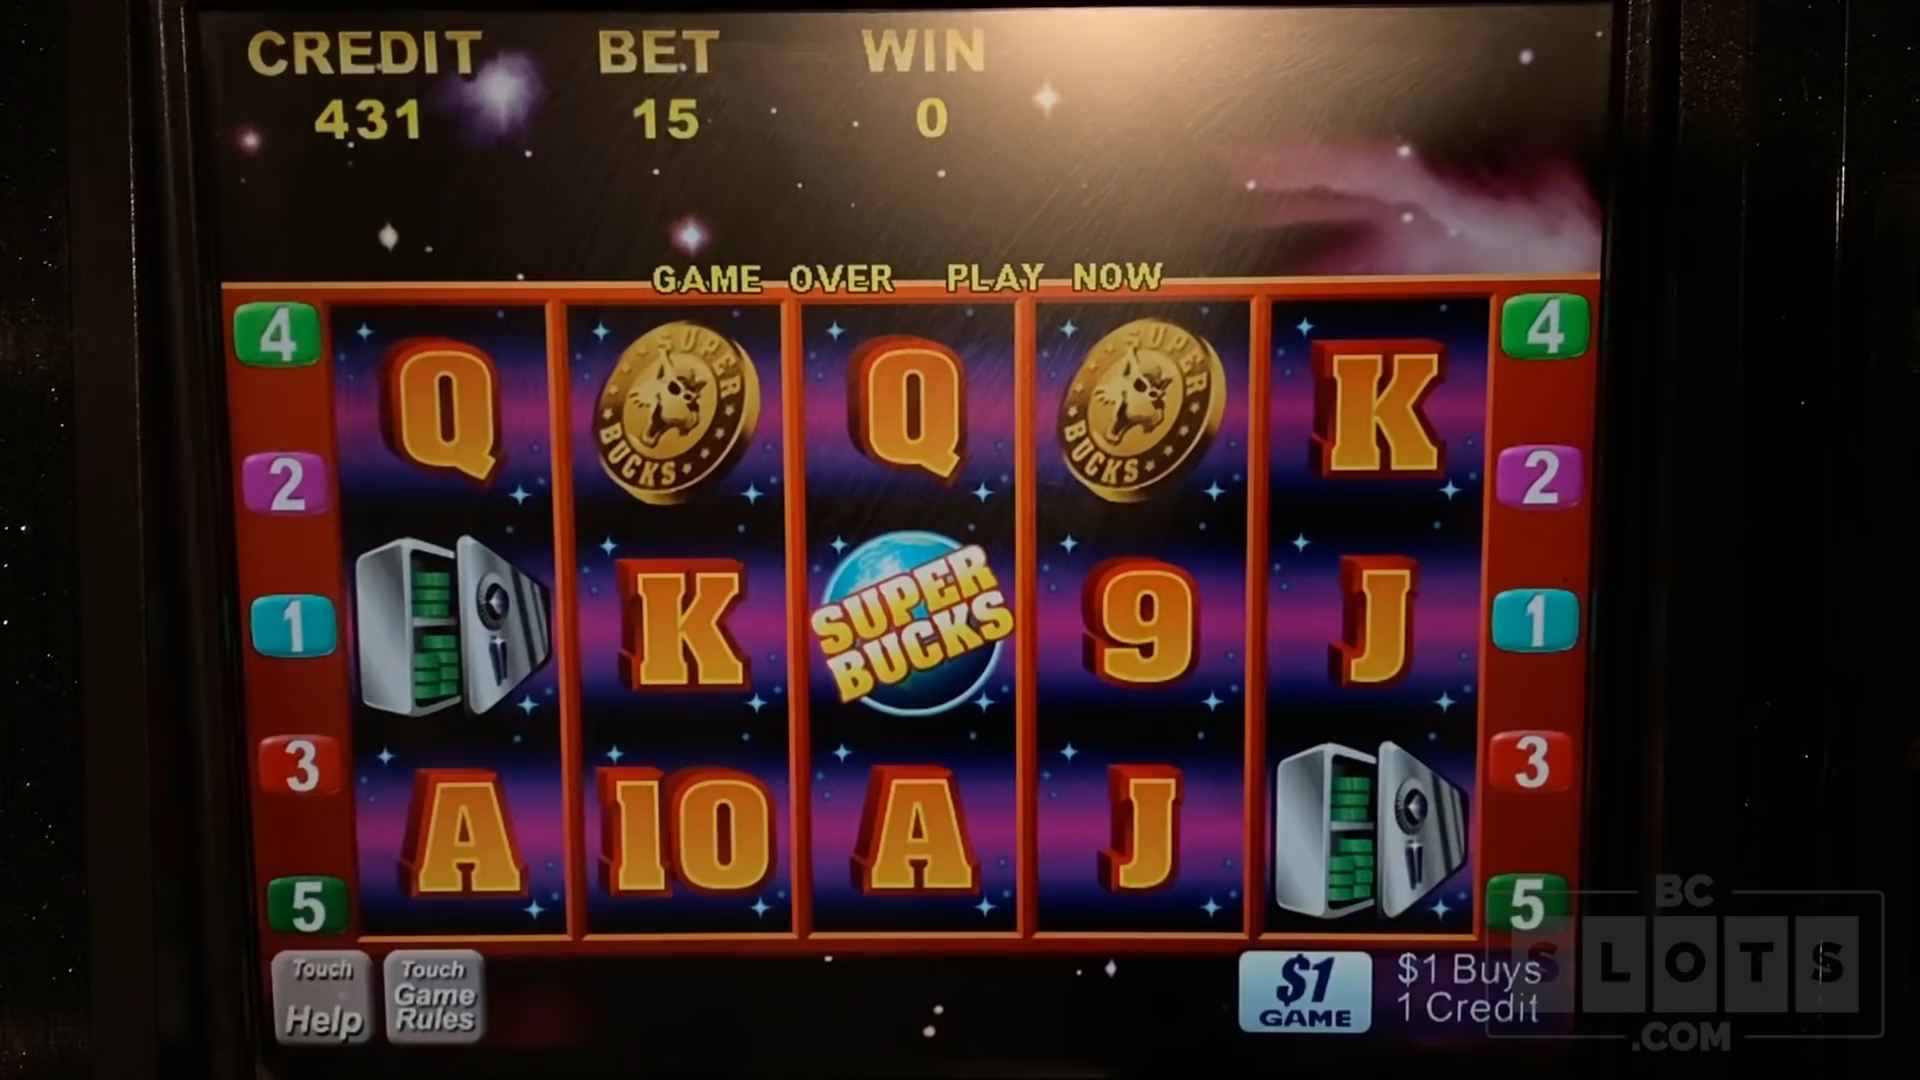 CREDIT BET WIN
431 15 0
GAME OVER PLAY NOW
4 Q SUPER BUCKS Q SUPER BUCKS K 4
2 2
1 K SUPER BUCKS 9 J 1
3 3
A 10 A J
5 5
Touch Help
Touch Game Rules
$1 GAME
$1 Buys
1 Credit
BC
SLOTS
.COM